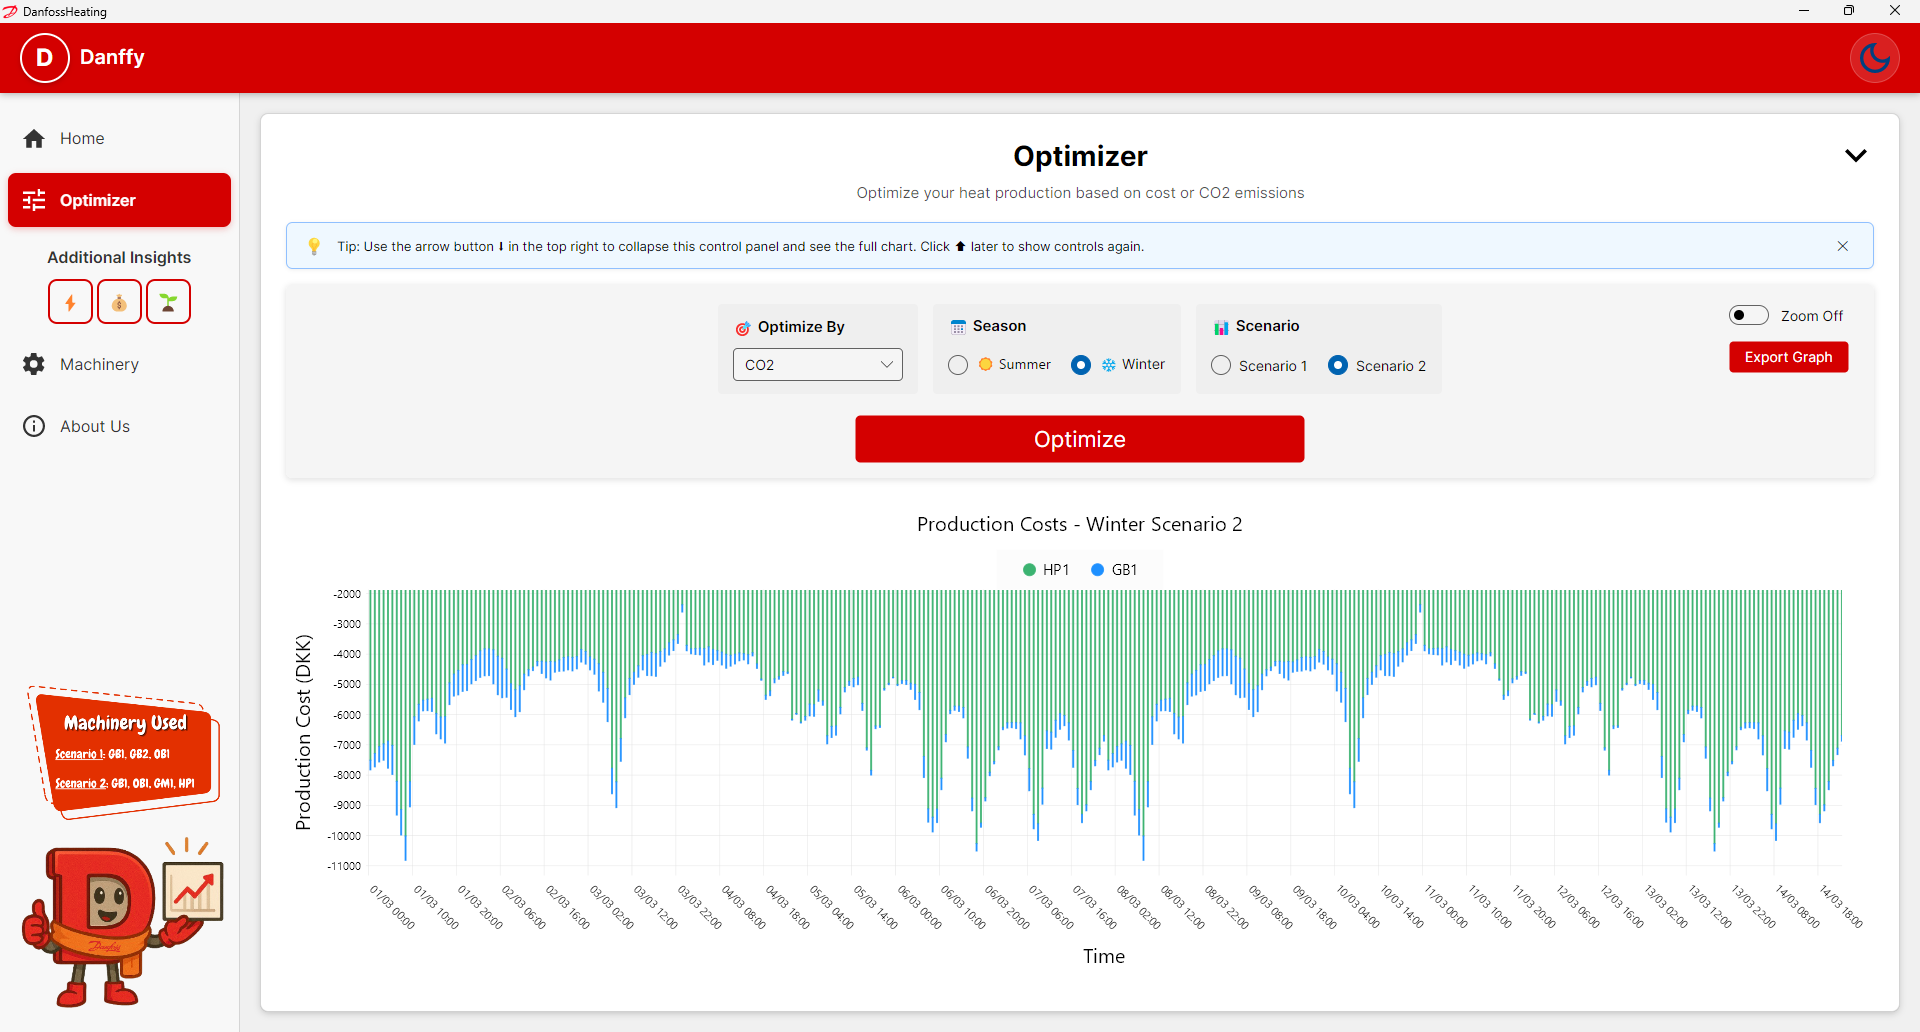 DanfossHeating
D
Danffy
Home
Optimizer
Additional Insights
Machinery
About Us
Machinery Used
Scenario 1: GB1, GB2, OB1
Scenario 2: GB1, OB1, GM1, HP1
Danfoss
Optimizer
Optimize your heat production based on cost or CO2 emissions
Tip: Use the arrow button ⬇ in the top right to collapse this control panel and see the full chart. Click ⬆ later to show controls again.
Optimize By
CO2
Season
Summer
Winter
Scenario
Scenario 1
Scenario 2
Zoom Off
Export Graph
Optimize
Production Costs - Winter Scenario 2
HP1
GB1
Production Cost (DKK)
-2000
-3000
-4000
-5000
-6000
-7000
-8000
-9000
-10000
-11000
01/03 00:00
01/03 10:00
01/03 20:00
02/03 06:00
02/03 16:00
03/03 02:00
03/03 12:00
03/03 22:00
04/03 08:00
04/03 18:00
05/03 04:00
05/03 14:00
06/03 00:00
06/03 10:00
06/03 20:00
07/03 06:00
07/03 16:00
08/03 02:00
08/03 12:00
08/03 22:00
09/03 08:00
09/03 18:00
10/03 04:00
10/03 14:00
11/03 00:00
11/03 10:00
11/03 20:00
12/03 06:00
12/03 16:00
13/03 02:00
13/03 12:00
13/03 22:00
14/03 08:00
14/03 18:00
Time